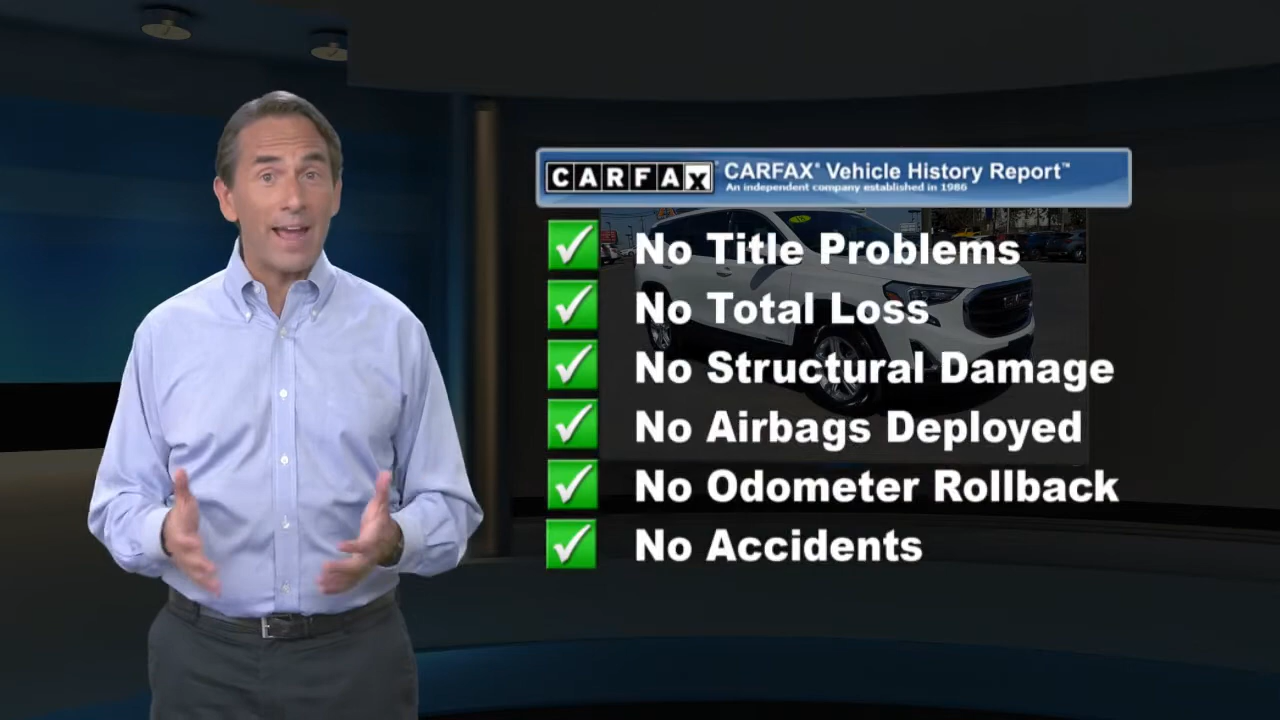 CARFAX
CARFAX® Vehicle History Report™
An independent company established in 1986
No Title Problems
No Total Loss
No Structural Damage
No Airbags Deployed
No Odometer Rollback
No Accidents